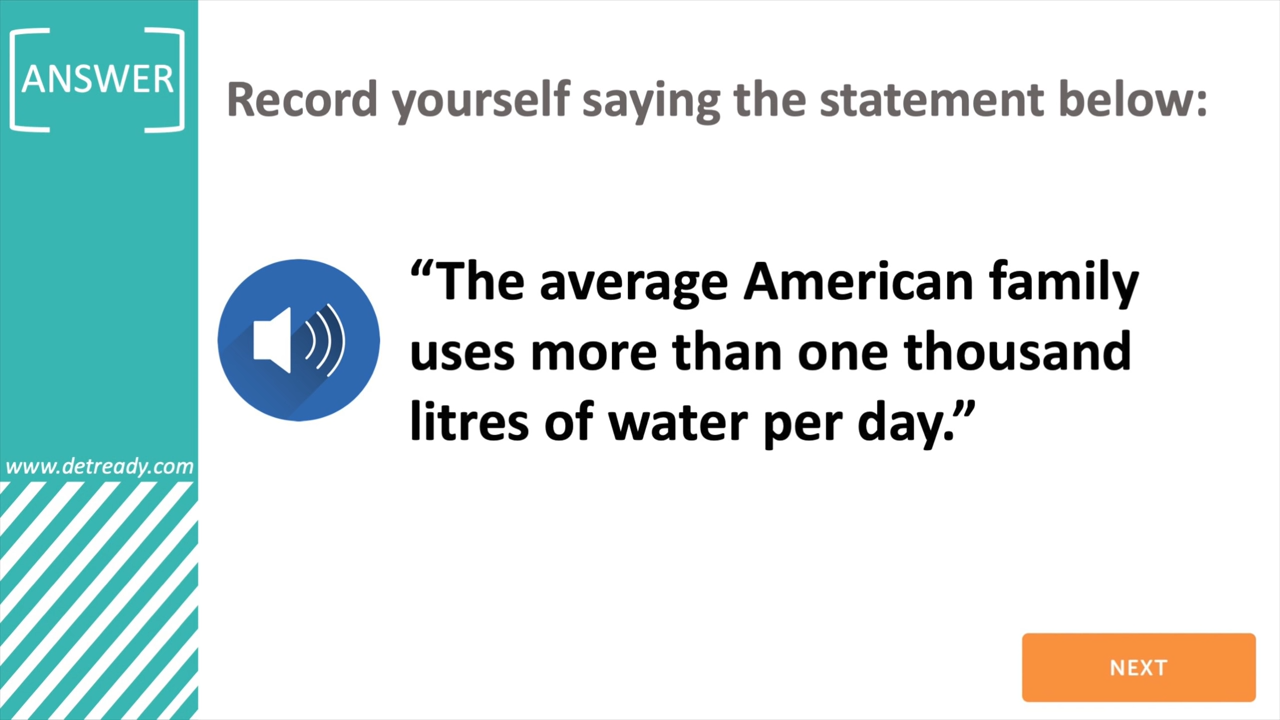 ANSWER
Record yourself saying the statement below:
“The average American family
uses more than one thousand
litres of water per day.”
www.detready.com
NEXT